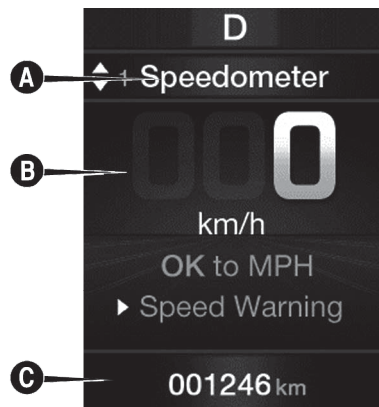 D
A
1 Speedometer
B
000
km/h
OK to MPH
Speed Warning
C
001246 km